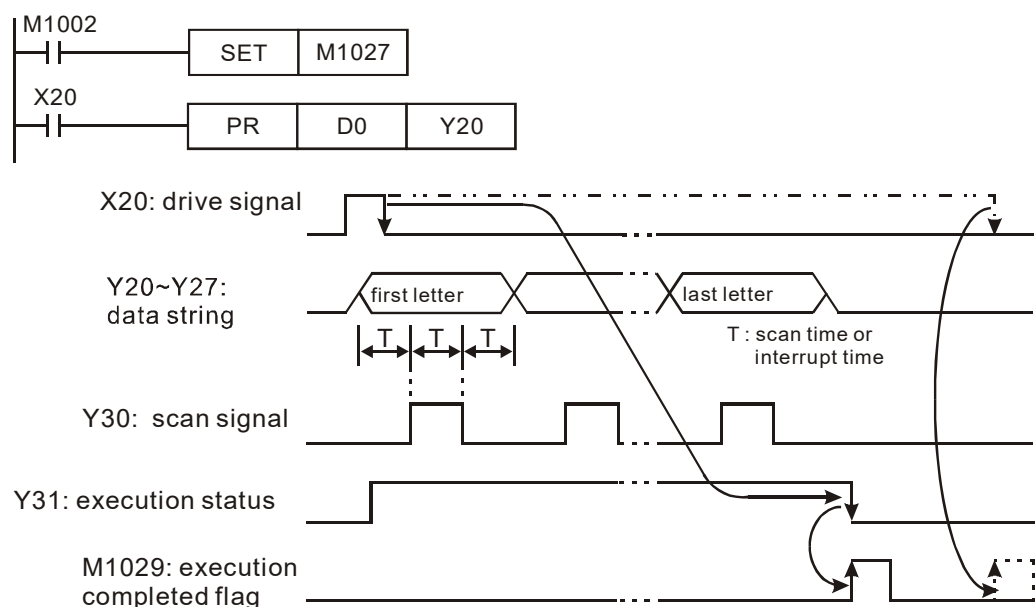 M1002
SET M1027
X20
PR D0 Y20
X20: drive signal
Y20~Y27:
data string
first letter
last letter
T T T
T : scan time or
interrupt time
Y30: scan signal
Y31: execution status
M1029: execution
completed flag